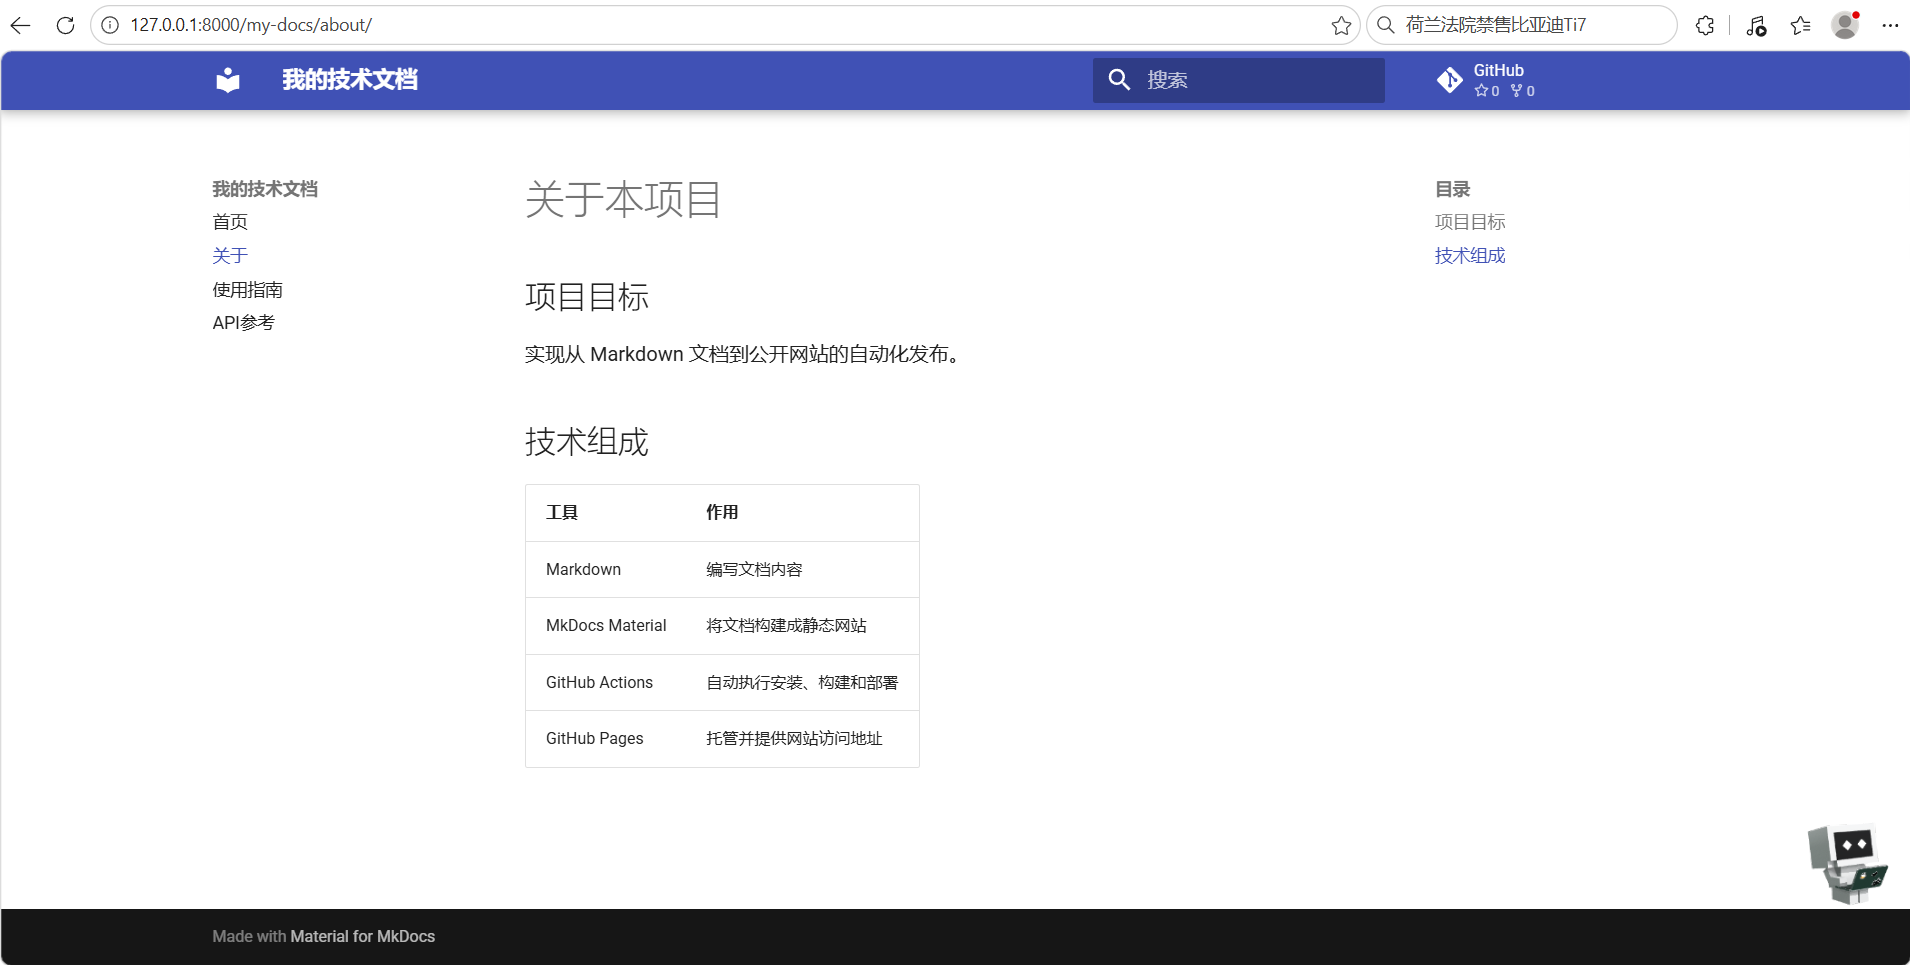 127.0.0.1:8000/my-docs/about/
荷兰法院禁售比亚迪Ti7
我的技术文档
搜索
GitHub
0 0
我的技术文档
首页
关于
使用指南
API参考
关于本项目
项目目标
实现从 Markdown 文档到公开网站的自动化发布。
技术组成
工具 作用
Markdown 编写文档内容
MkDocs Material 将文档构建成静态网站
GitHub Actions 自动执行安装、构建和部署
GitHub Pages 托管并提供网站访问地址
目录
项目目标
技术组成
Made with Material for MkDocs